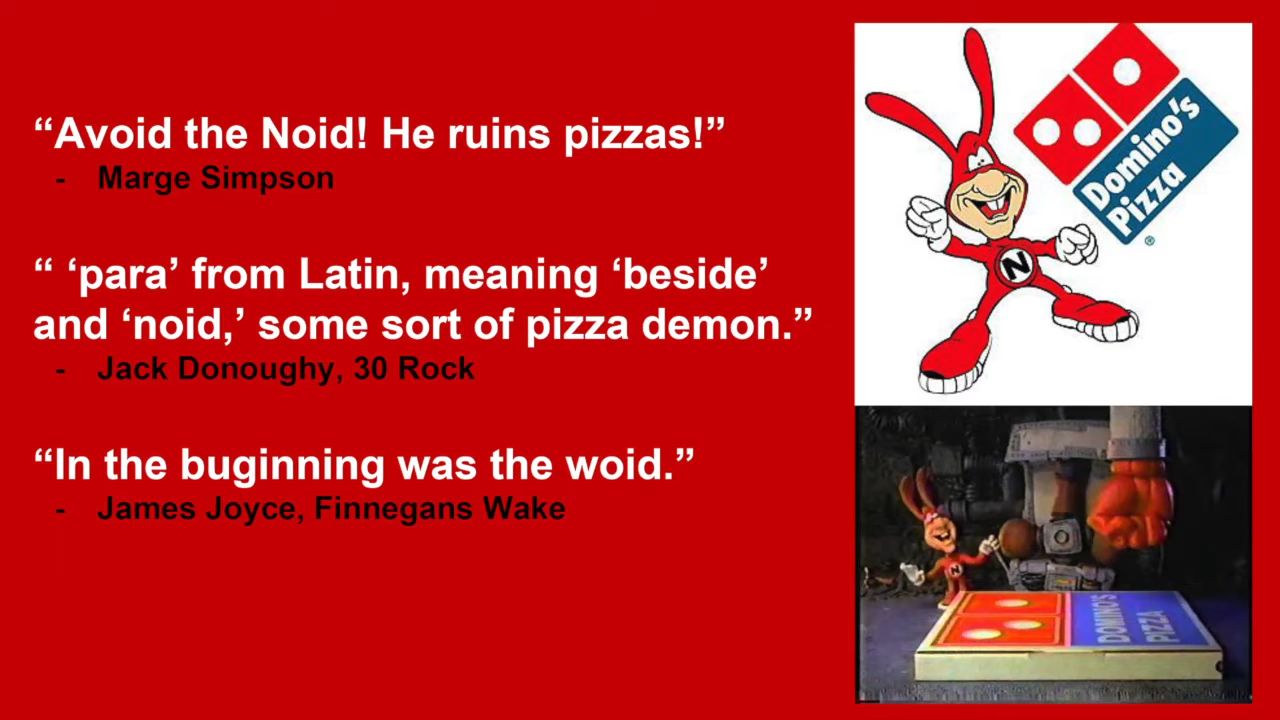 “Avoid the Noid! He ruins pizzas!”
- Marge Simpson
“ ‘para’ from Latin, meaning ‘beside’
and ‘noid,’ some sort of pizza demon.”
- Jack Donoughy, 30 Rock
“In the buginning was the woid.”
- James Joyce, Finnegans Wake
Domino's
Pizza
®
N
N
DOMINO'S
PIZZA